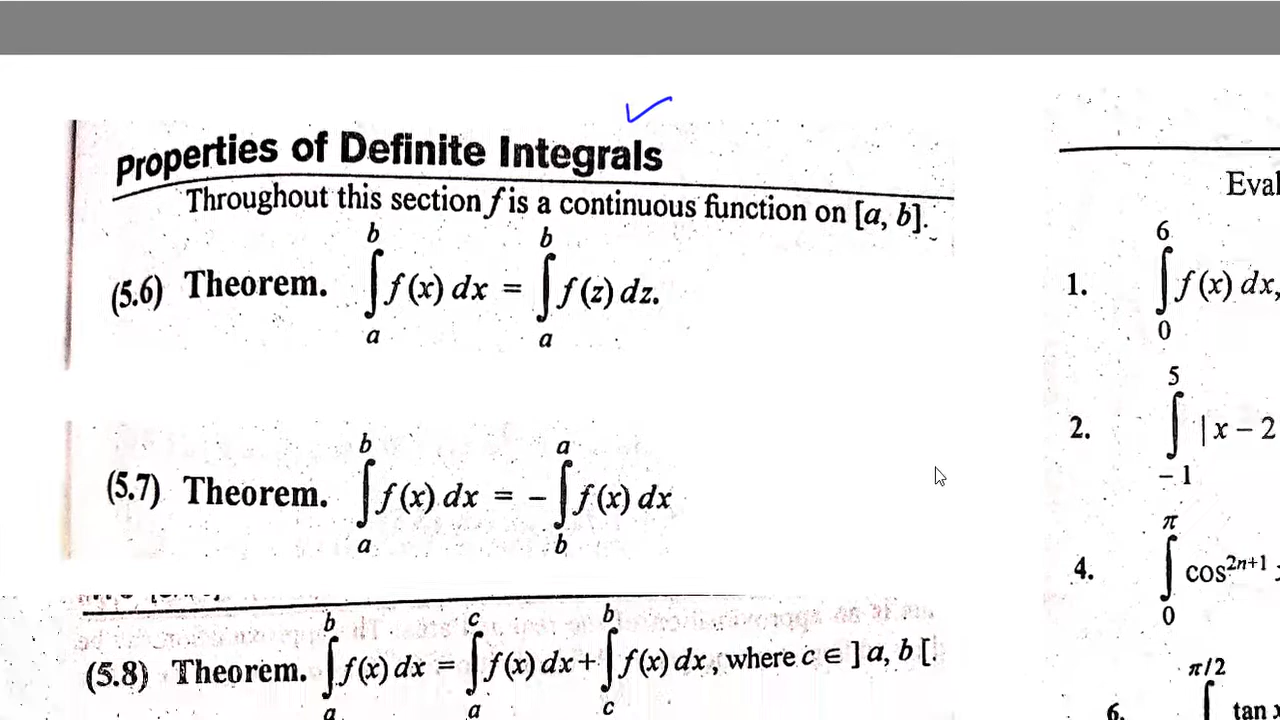 Properties of Definite Integrals
Throughout this section f is a continuous function on [a, b].
(5.6) Theorem. ∫_a^b f(x) dx = ∫_a^b f(z) dz.
(5.7) Theorem. ∫_a^b f(x) dx = − ∫_b^a f(x) dx
(5.8) Theorem. ∫_a^b f(x) dx = ∫_a^c f(x) dx + ∫_c^b f(x) dx, where c ∈ ] a, b [.
Eval
1. ∫_0^6 f(x) dx,
2. ∫_{-1}^5 | x − 2
4. ∫_0^π cos^{2n+1}
6. ∫^{π/2} tan x